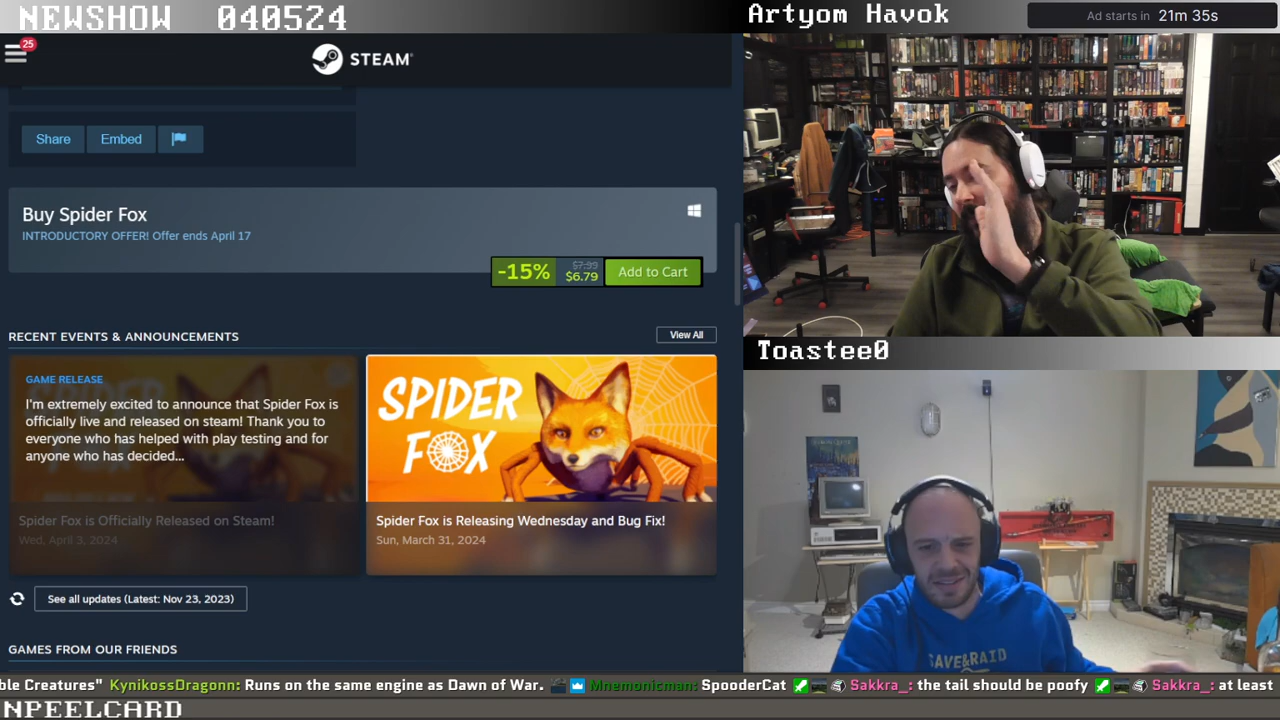 NEWSHOW 040524
Artyom Havok
Ad starts in 21m 35s
25
STEAM
Share
Embed
Buy Spider Fox
INTRODUCTORY OFFER! Offer ends April 17
-15%
$7.99
$6.79
Add to Cart
RECENT EVENTS & ANNOUNCEMENTS
View All
GAME RELEASE
I'm extremely excited to announce that Spider Fox is
officially live and released on steam! Thank you to
everyone who has helped with play testing and for
anyone who has decided...
Spider Fox is Officially Released on Steam!
Wed, April 3, 2024
SPIDER
FOX
Spider Fox is Releasing Wednesday and Bug Fix!
Sun, March 31, 2024
See all updates (Latest: Nov 23, 2023)
GAMES FROM OUR FRIENDS
Toastee0
SAVE&RAID
ble Creatures" KynikossDragonn: Runs on the same engine as Dawn of War. Mnemonicman: SpooderCat Sakkra_: the tail should be poofy Sakkra_: at least
NPEELCARD